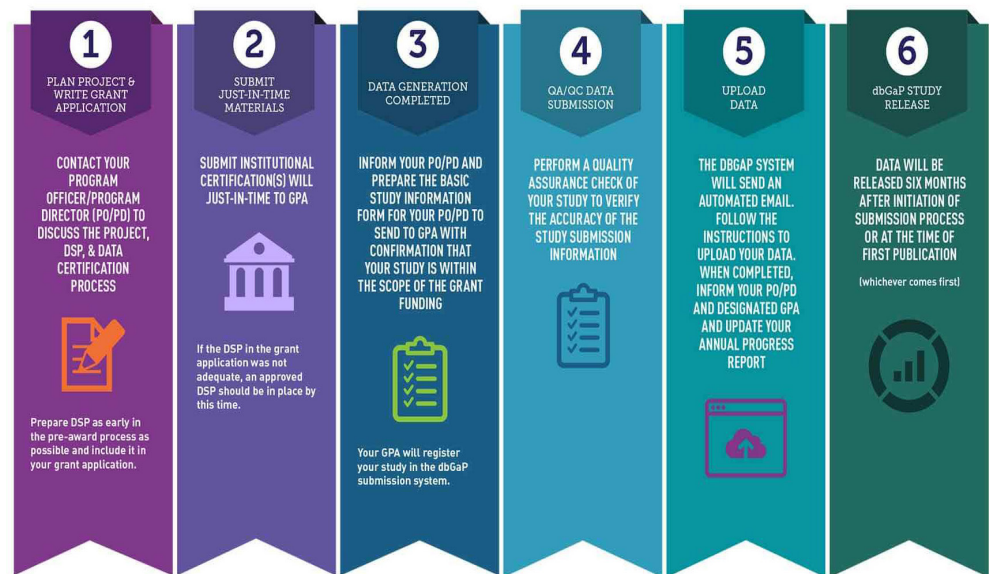 1
PLAN PROJECT &
WRITE GRANT
APPLICATION
CONTACT YOUR
PROGRAM
OFFICER/PROGRAM
DIRECTOR (PO/PD) TO
DISCUSS THE PROJECT,
DSP, & DATA
CERTIFICATION
PROCESS
Prepare DSP as early in
the pre-award process as
possible and include it in
your grant application.
2
SUBMIT
JUST-IN-TIME
MATERIALS
SUBMIT INSTITUTIONAL
CERTIFICATION(S) WILL
JUST-IN-TIME TO GPA
If the DSP in the grant
application was not
adequate, an approved
DSP should be in place by
this time.
3
DATA GENERATION
COMPLETED
INFORM YOUR PO/PD AND
PREPARE THE BASIC
STUDY INFORMATION
FORM FOR YOUR PO/PD TO
SEND TO GPA WITH
CONFIRMATION THAT
YOUR STUDY IS WITHIN
THE SCOPE OF THE GRANT
FUNDING
Your GPA will register
your study in the dbGaP
submission system.
4
QA/QC DATA
SUBMISSION
PERFORM A QUALITY
ASSURANCE CHECK OF
YOUR STUDY TO VERIFY
THE ACCURACY OF THE
STUDY SUBMISSION
INFORMATION
5
UPLOAD
DATA
THE DBGAP SYSTEM
WILL SEND AN
AUTOMATED EMAIL.
FOLLOW THE
INSTRUCTIONS TO
UPLOAD YOUR DATA.
WHEN COMPLETED,
INFORM YOUR PO/PD
AND DESIGNATED GPA
AND UPDATE YOUR
ANNUAL PROGRESS
REPORT
6
dbGaP STUDY
RELEASE
DATA WILL BE
RELEASED SIX MONTHS
AFTER INITIATION OF
SUBMISSION PROCESS
OR AT THE TIME OF
FIRST PUBLICATION
(whichever comes first)